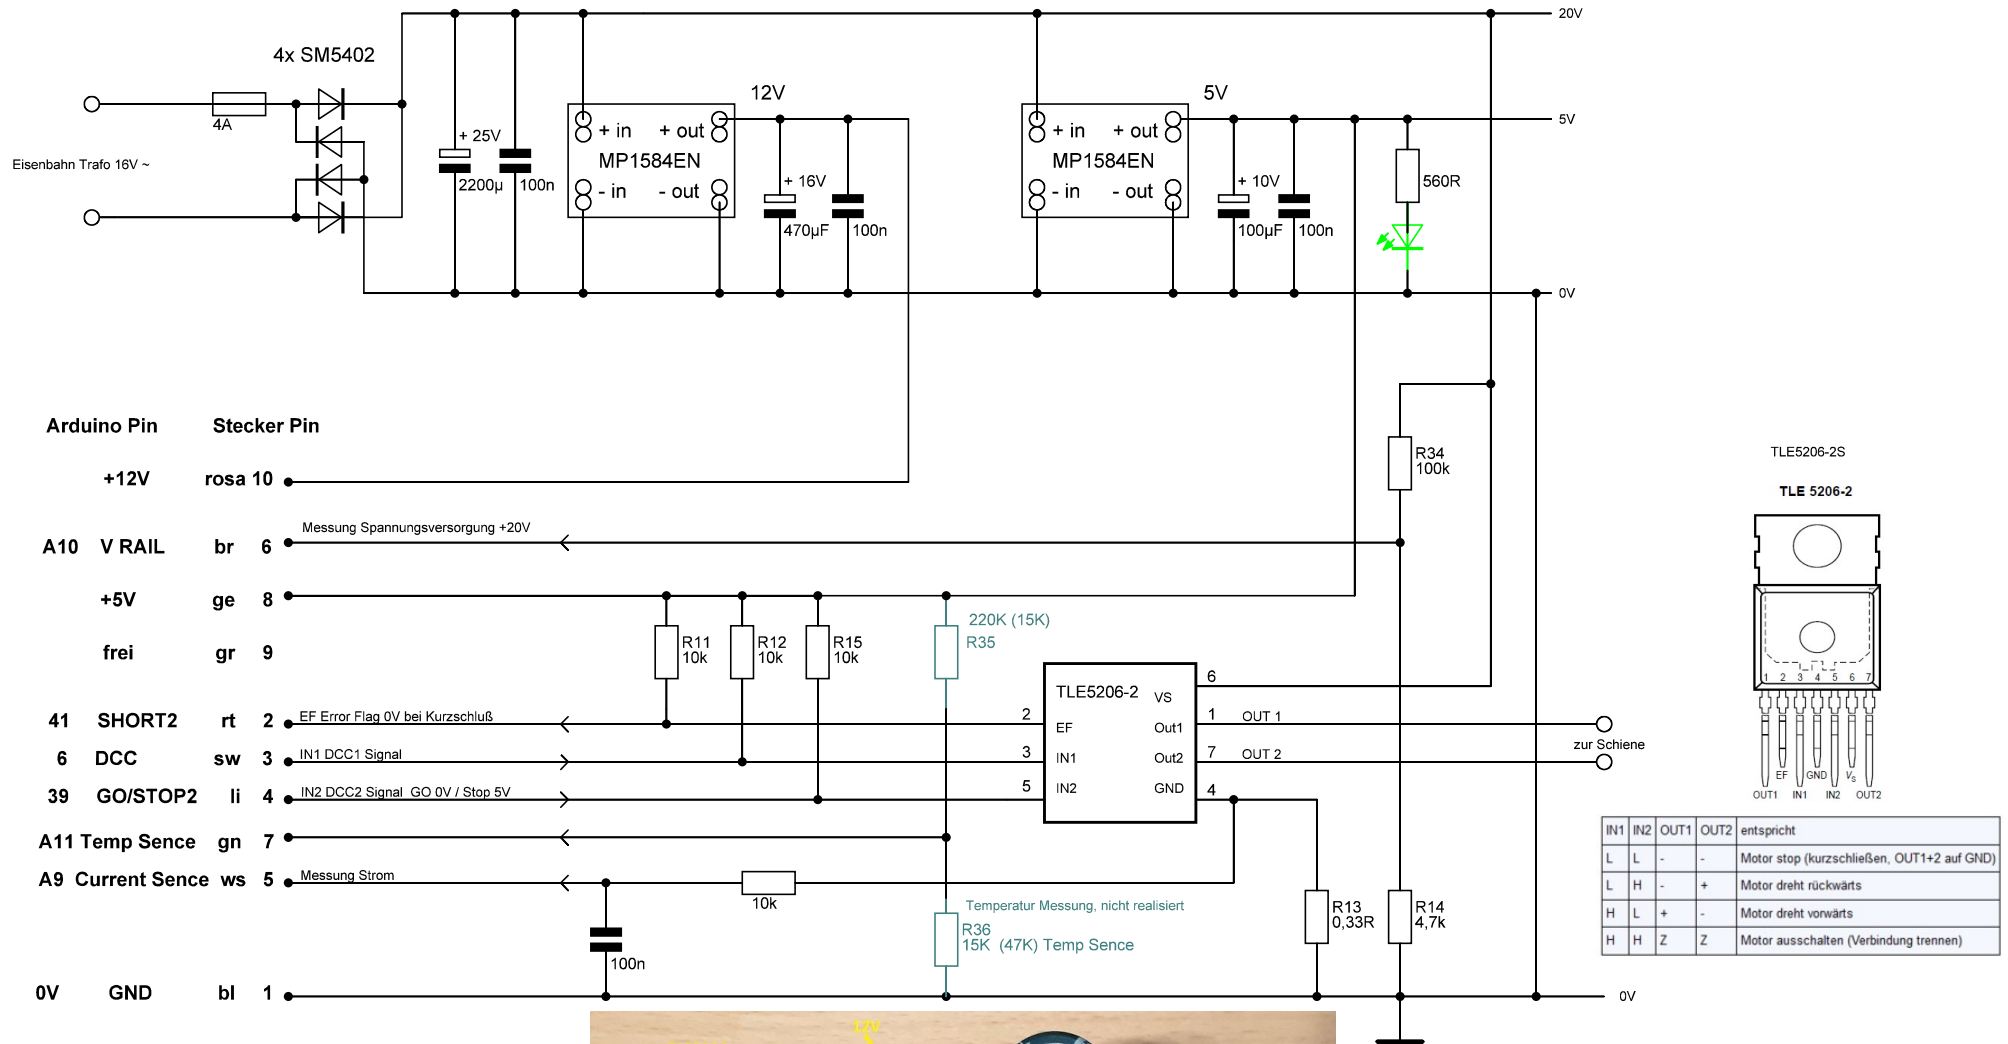 20V
4x SM5402
12V
5V
4A
+ in
+ out
MP1584EN
- in
- out
+ in
+ out
MP1584EN
- in
- out
5V
+ 25V
2200µ
100n
Eisenbahn Trafo 16V ~
+ 16V
470µF
100n
+ 10V
100µF
100n
560R
0V
Arduino Pin
Stecker Pin
+12V rosa 10
R34
100k
Messung Spannungsversorgung +20V
A10 V RAIL br 6
+5V ge 8
frei gr 9
R11
10k
R12
10k
R15
10k
220K (15K)
R35
41 SHORT2 rt 2
EF Error Flag 0V bei Kurzschluß
6 DCC sw 3
IN1 DCC1 Signal
39 GO/STOP2 li 4
IN2 DCC2 Signal GO 0V / Stop 5V
A11 Temp Sence gn 7
A9 Current Sence ws 5
Messung Strom
10k
100n
TLE5206-2
VS
6
2
EF
Out1
1
OUT 1
3
IN1
Out2
7
OUT 2
5
IN2
GND
4
zur Schiene
Temperatur Messung, nicht realisiert
R36
15K (47K) Temp Sence
R13
0,33R
R14
4,7k
0V GND bl 1
0V
12V
TLE5206-2S
TLE 5206-2
1 2 3 4 5 6 7
EF GND VS
OUT1 IN1 IN2 OUT2
IN1 IN2 OUT1 OUT2 entspricht
L L - - Motor stop (kurzschließen, OUT1+2 auf GND)
L H - + Motor dreht rückwärts
H L + - Motor dreht vorwärts
H H Z Z Motor ausschalten (Verbindung trennen)